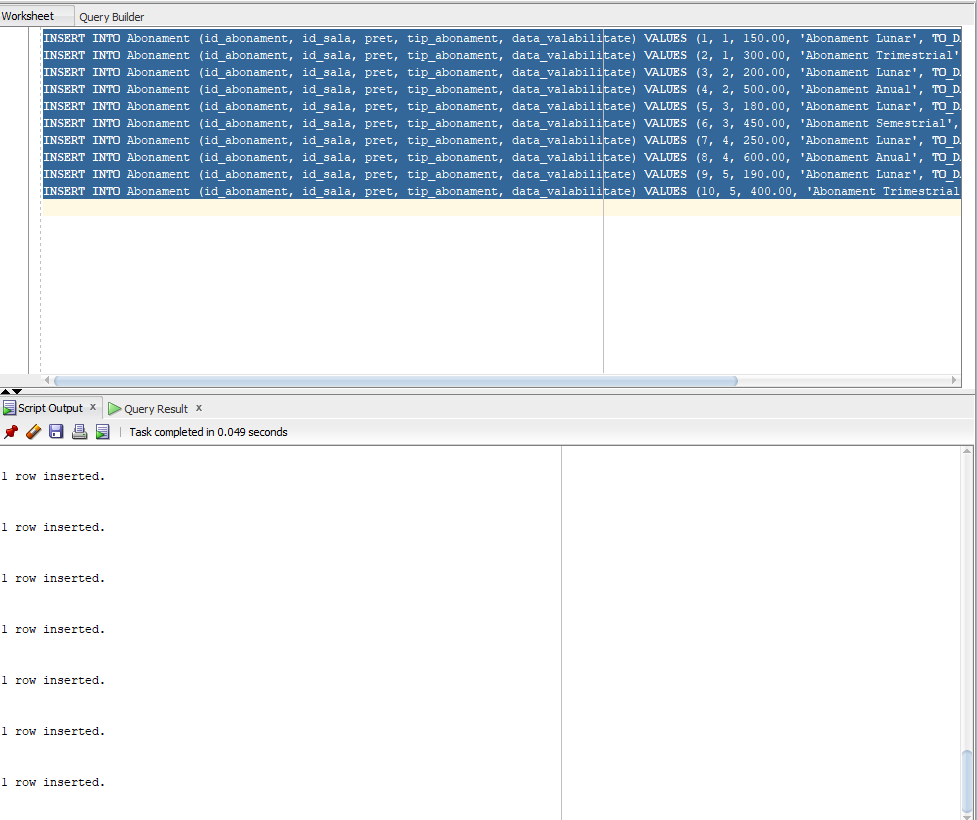 Worksheet Query Builder
INSERT INTO Abonament (id_abonament, id_sala, pret, tip_abonament, data_valabilitate) VALUES (1, 1, 150.00, 'Abonament Lunar', TO_DA
INSERT INTO Abonament (id_abonament, id_sala, pret, tip_abonament, data_valabilitate) VALUES (2, 1, 300.00, 'Abonament Trimestrial'
INSERT INTO Abonament (id_abonament, id_sala, pret, tip_abonament, data_valabilitate) VALUES (3, 2, 200.00, 'Abonament Lunar', TO_DA
INSERT INTO Abonament (id_abonament, id_sala, pret, tip_abonament, data_valabilitate) VALUES (4, 2, 500.00, 'Abonament Anual', TO_DA
INSERT INTO Abonament (id_abonament, id_sala, pret, tip_abonament, data_valabilitate) VALUES (5, 3, 180.00, 'Abonament Lunar', TO_DA
INSERT INTO Abonament (id_abonament, id_sala, pret, tip_abonament, data_valabilitate) VALUES (6, 3, 450.00, 'Abonament Semestrial',
INSERT INTO Abonament (id_abonament, id_sala, pret, tip_abonament, data_valabilitate) VALUES (7, 4, 250.00, 'Abonament Lunar', TO_DA
INSERT INTO Abonament (id_abonament, id_sala, pret, tip_abonament, data_valabilitate) VALUES (8, 4, 600.00, 'Abonament Anual', TO_DA
INSERT INTO Abonament (id_abonament, id_sala, pret, tip_abonament, data_valabilitate) VALUES (9, 5, 190.00, 'Abonament Lunar', TO_DA
INSERT INTO Abonament (id_abonament, id_sala, pret, tip_abonament, data_valabilitate) VALUES (10, 5, 400.00, 'Abonament Trimestrial
Script Output x Query Result x
Task completed in 0.049 seconds
1 row inserted.
1 row inserted.
1 row inserted.
1 row inserted.
1 row inserted.
1 row inserted.
1 row inserted.